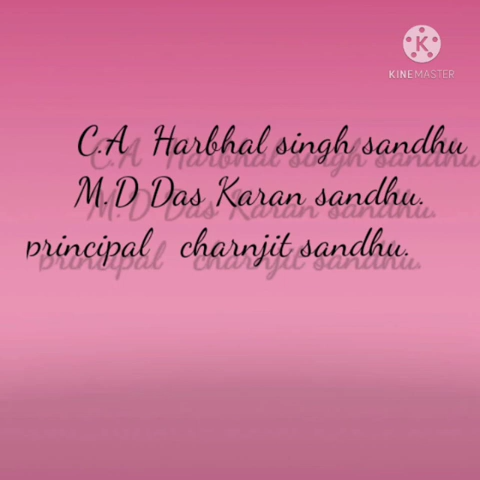 KINEMASTER
C.A Harbhal singh sandhu
M.D Das Karan sandhu.
principal charnjit sandhu.